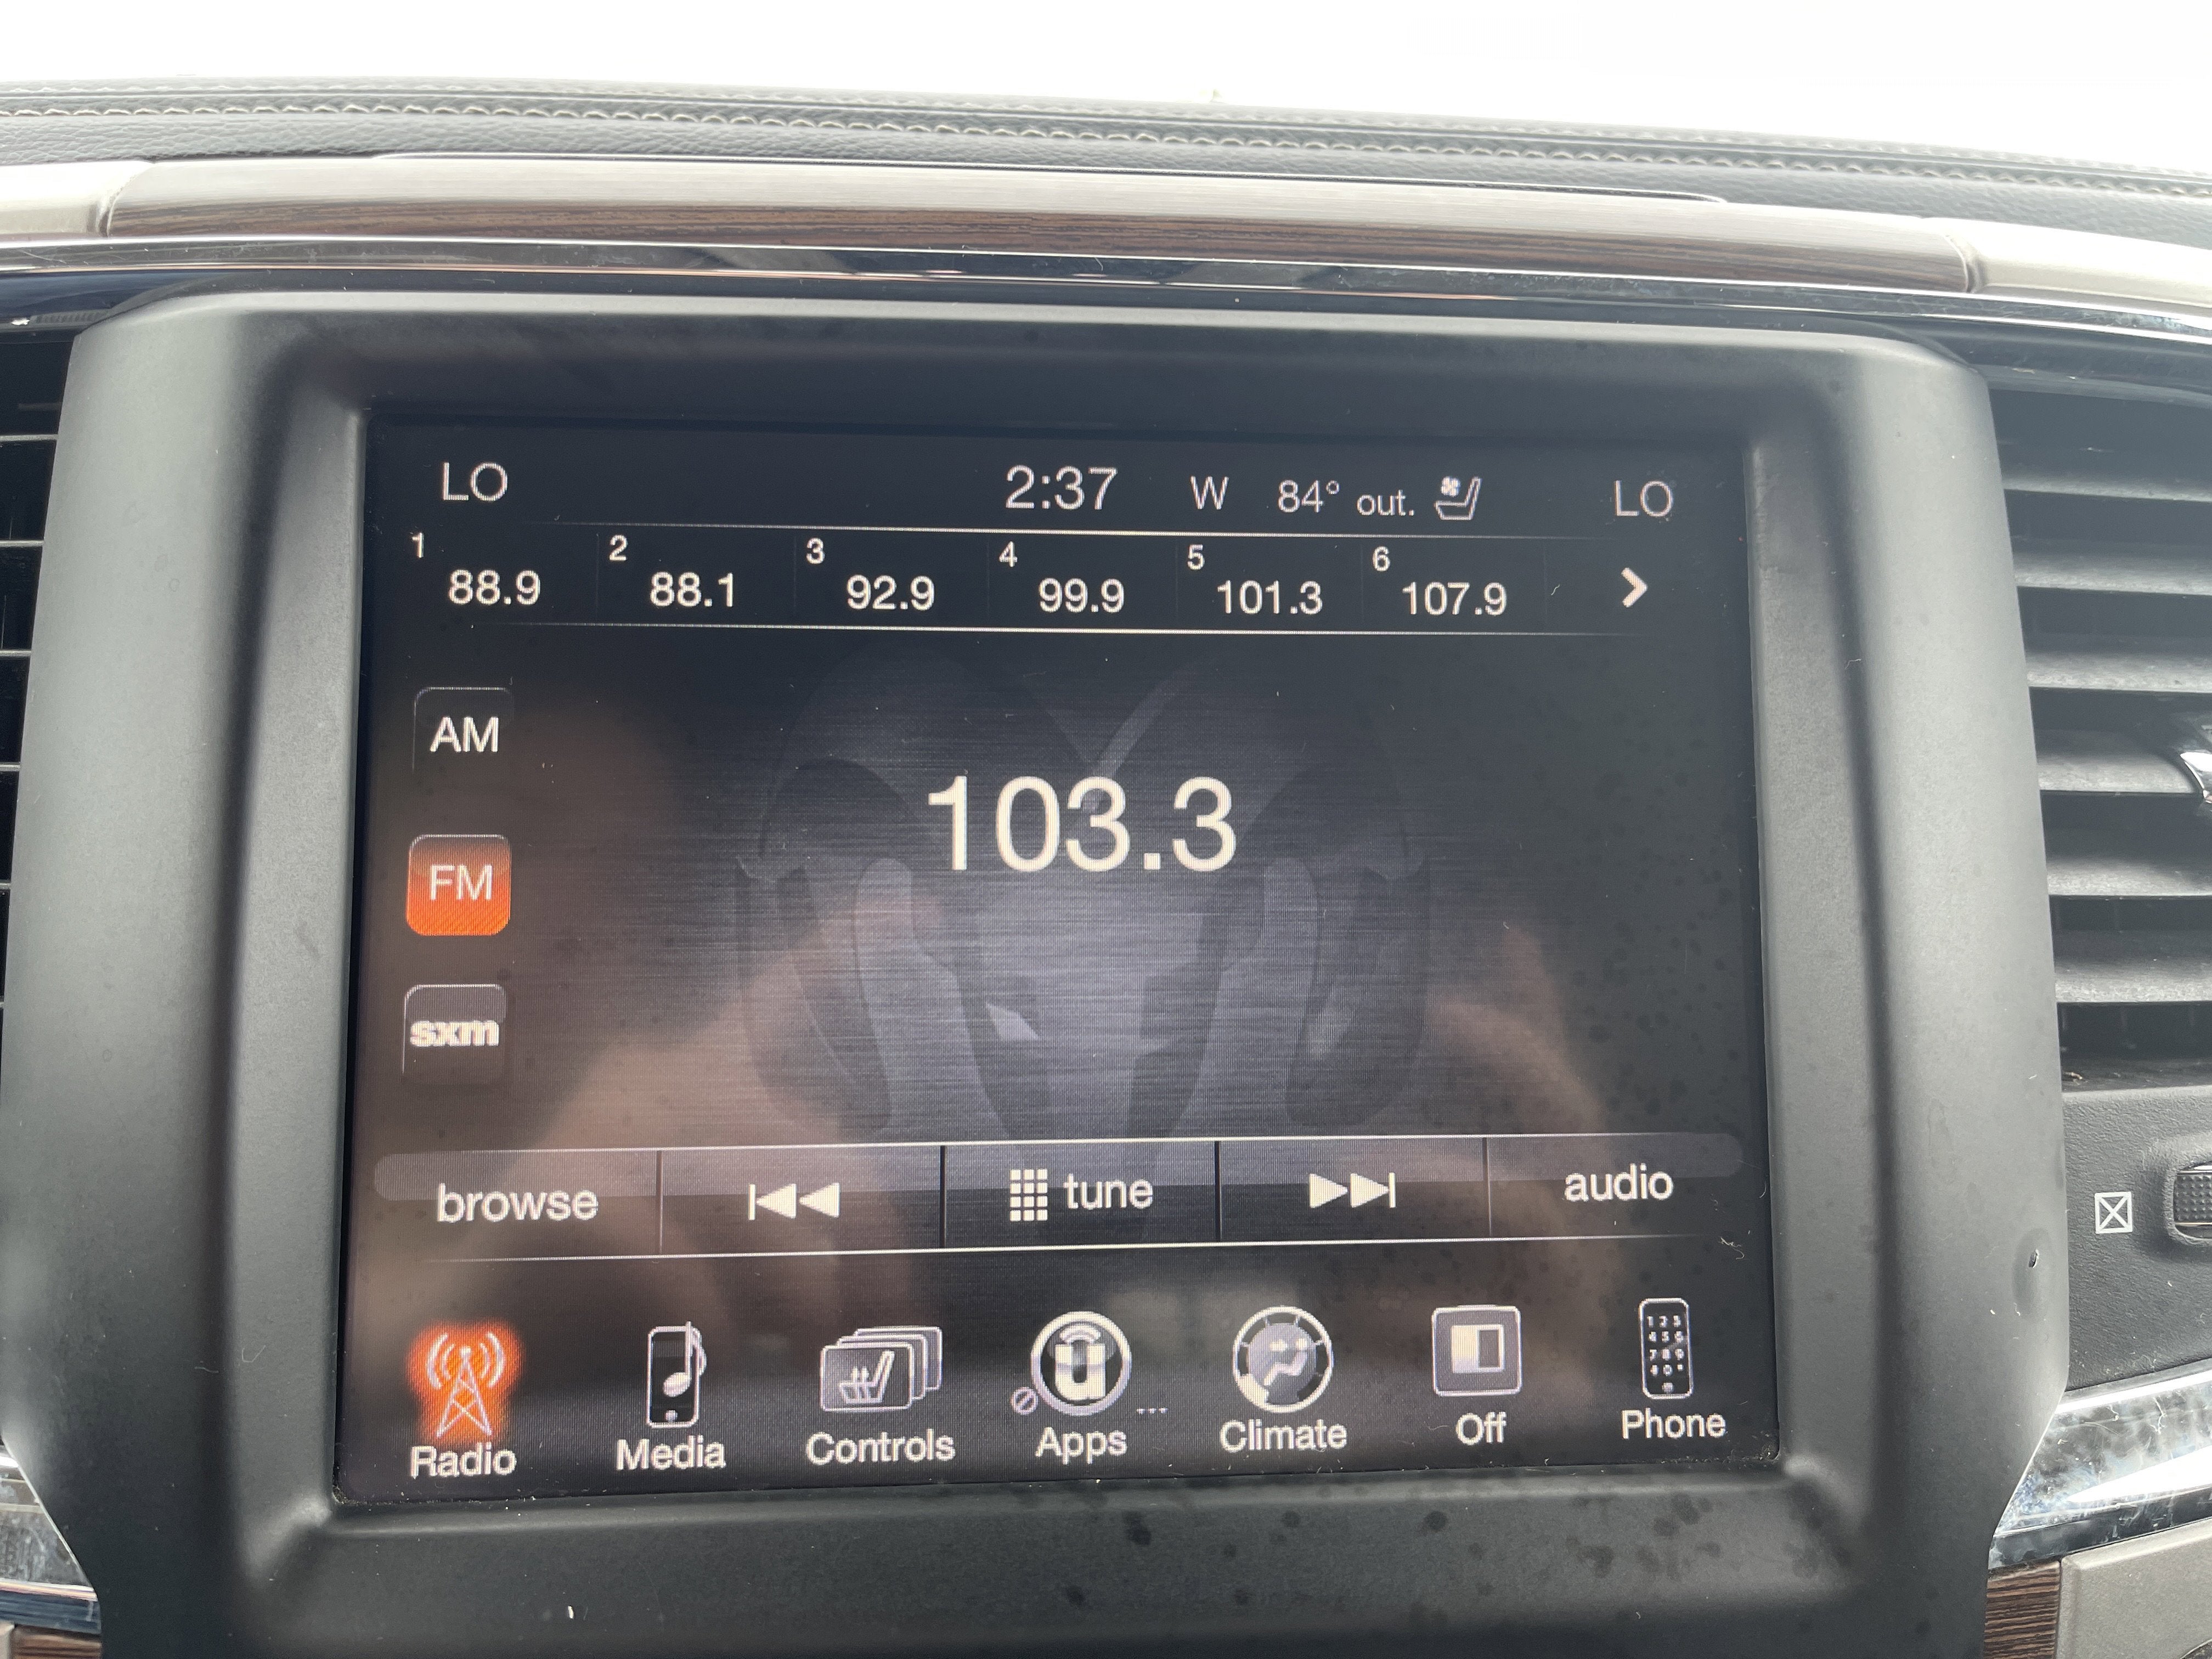 LO 2:37 W 84° out. LO
1 88.9 2 88.1 3 92.9 4 99.9 5 101.3 6 107.9
AM
103.3
FM
sxm
browse tune audio
u
Radio Media Controls Apps Climate Off Phone